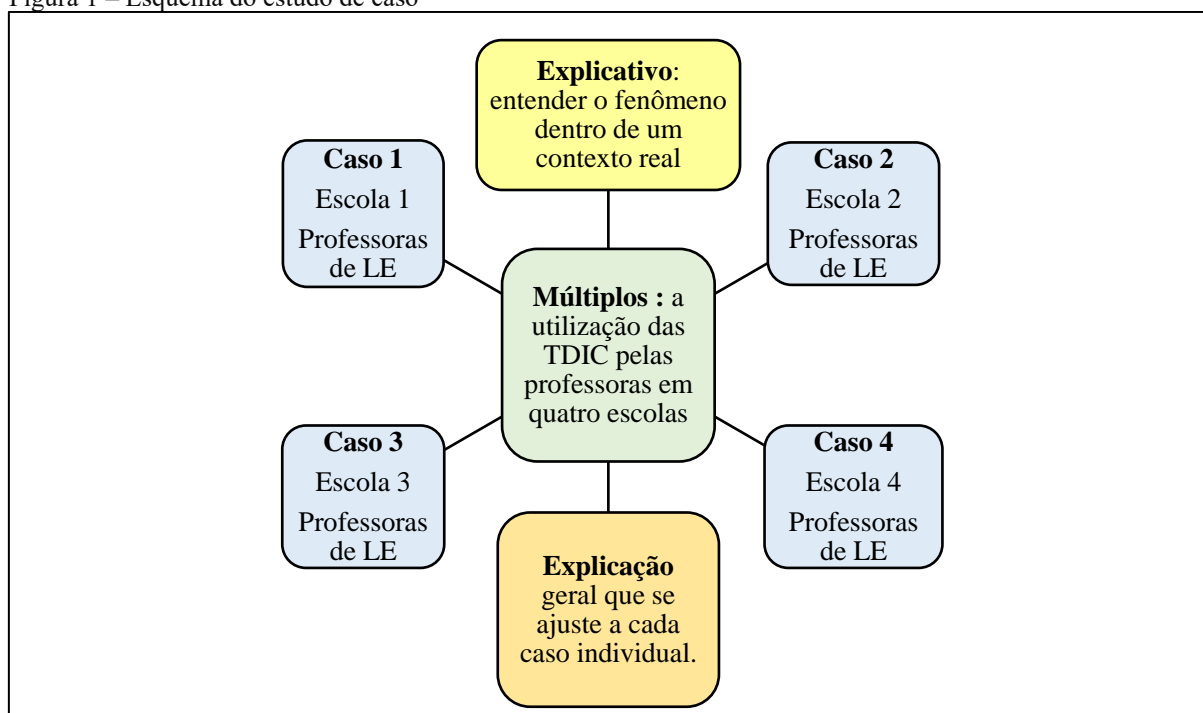 Figura 1 – Esquema do estudo de caso
Explicativo:
entender o fenômeno
dentro de um
contexto real
Caso 1
Escola 1
Professoras
de LE
Caso 2
Escola 2
Professoras
de LE
Múltiplos : a
utilização das
TDIC pelas
professoras em
quatro escolas
Caso 3
Escola 3
Professoras
de LE
Caso 4
Escola 4
Professoras
de LE
Explicação
geral que se
ajuste a cada
caso individual.